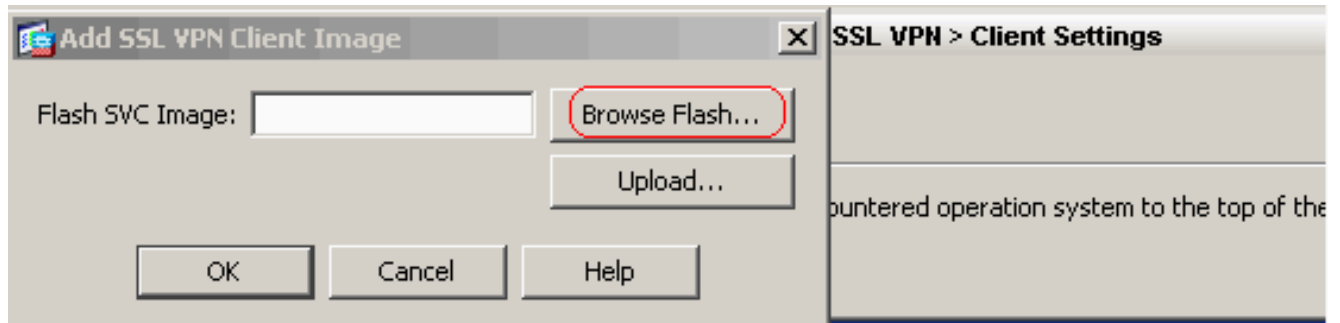 Add SSL VPN Client Image
SSL VPN > Client Settings
Flash SVC Image:
Browse Flash...
Upload...
ountered operation system to the top of the
OK
Cancel
Help